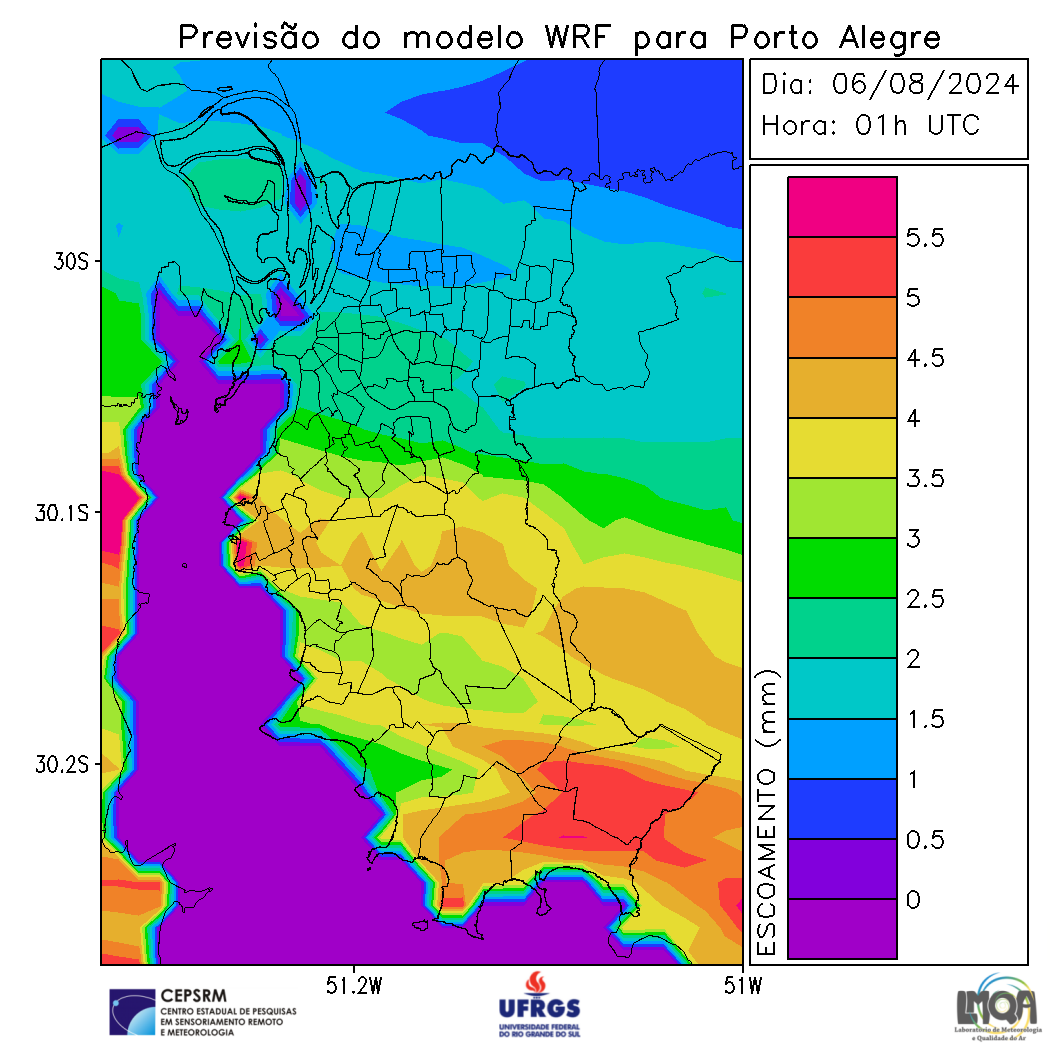 Previsão do modelo WRF para Porto Alegre
Dia: 06/08/2024
Hora: 01h UTC
30S
30.1S
30.2S
51.2W
51W
ESCOAMENTO (mm)
5.5
5
4.5
4
3.5
3
2.5
2
1.5
1
0.5
0
CEPSRM
CENTRO ESTADUAL DE PESQUISAS
EM SENSORIAMENTO REMOTO
E METEOROLOGIA
UFRGS
UNIVERSIDADE FEDERAL
DO RIO GRANDE DO SUL
LMQA
Laboratório de Meteorologia
e Qualidade do Ar